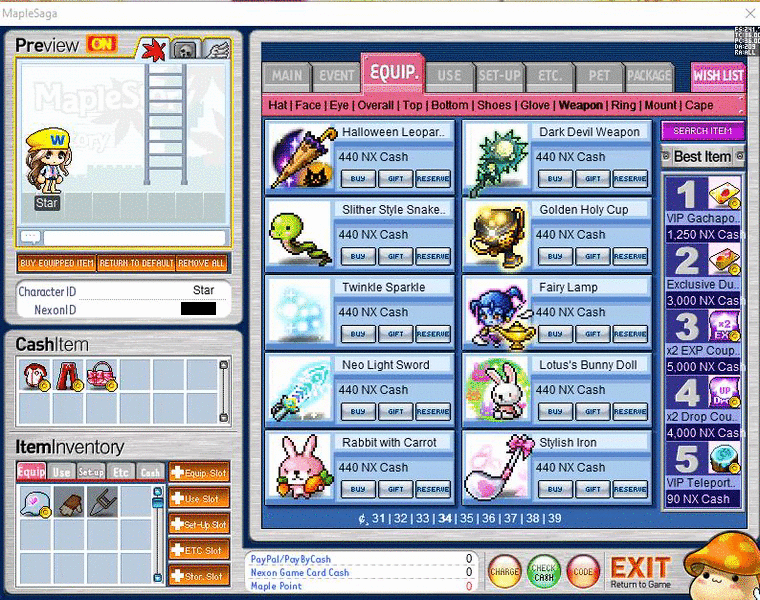 MapleSaga
Preview ON
MapleStory
W
Star
BUY EQUIPPED ITEM RETURN TO DEFAULT REMOVE ALL
Character ID Star
NexonID
CashItem
ItemInventory
Equip Use Set-up Etc Cash
Equip. Slot
Use Slot
Set-Up Slot
ETC Slot
Stor. Slot
MAIN EVENT EQUIP. USE SET-UP ETC. PET PACKAGE WISH LIST
Hat | Face | Eye | Overall | Top | Bottom | Shoes | Glove | Weapon | Ring | Mount | Cape
SEARCH ITEM
Halloween Leopar..
440 NX Cash
BUY GIFT RESERVE
Dark Devil Weapon
440 NX Cash
BUY GIFT RESERVE
Slither Style Snake..
440 NX Cash
BUY GIFT RESERVE
Golden Holy Cup
440 NX Cash
BUY GIFT RESERVE
Twinkle Sparkle
440 NX Cash
BUY GIFT RESERVE
Fairy Lamp
440 NX Cash
BUY GIFT RESERVE
Neo Light Sword
440 NX Cash
BUY GIFT RESERVE
Lotus's Bunny Doll
440 NX Cash
BUY GIFT RESERVE
Rabbit with Carrot
440 NX Cash
BUY GIFT RESERVE
Stylish Iron
440 NX Cash
BUY GIFT RESERVE
31 | 32 | 33 | 34 | 35 | 36 | 37 | 38 | 39
Best Item
1
VIP Gachapo..
1,250 NX Cash
2
Exclusive Du..
3,000 NX Cash
3
x2 EXP Coup..
5,000 NX Cash
4
x2 Drop Cou..
4,000 NX Cash
5
VIP Teleport..
90 NX Cash
PayPal/PayByCash 0
Nexon Game Card Cash 0
Maple Point 0
CHARGE
CHECK CASH
CODE
EXIT
Return to Game